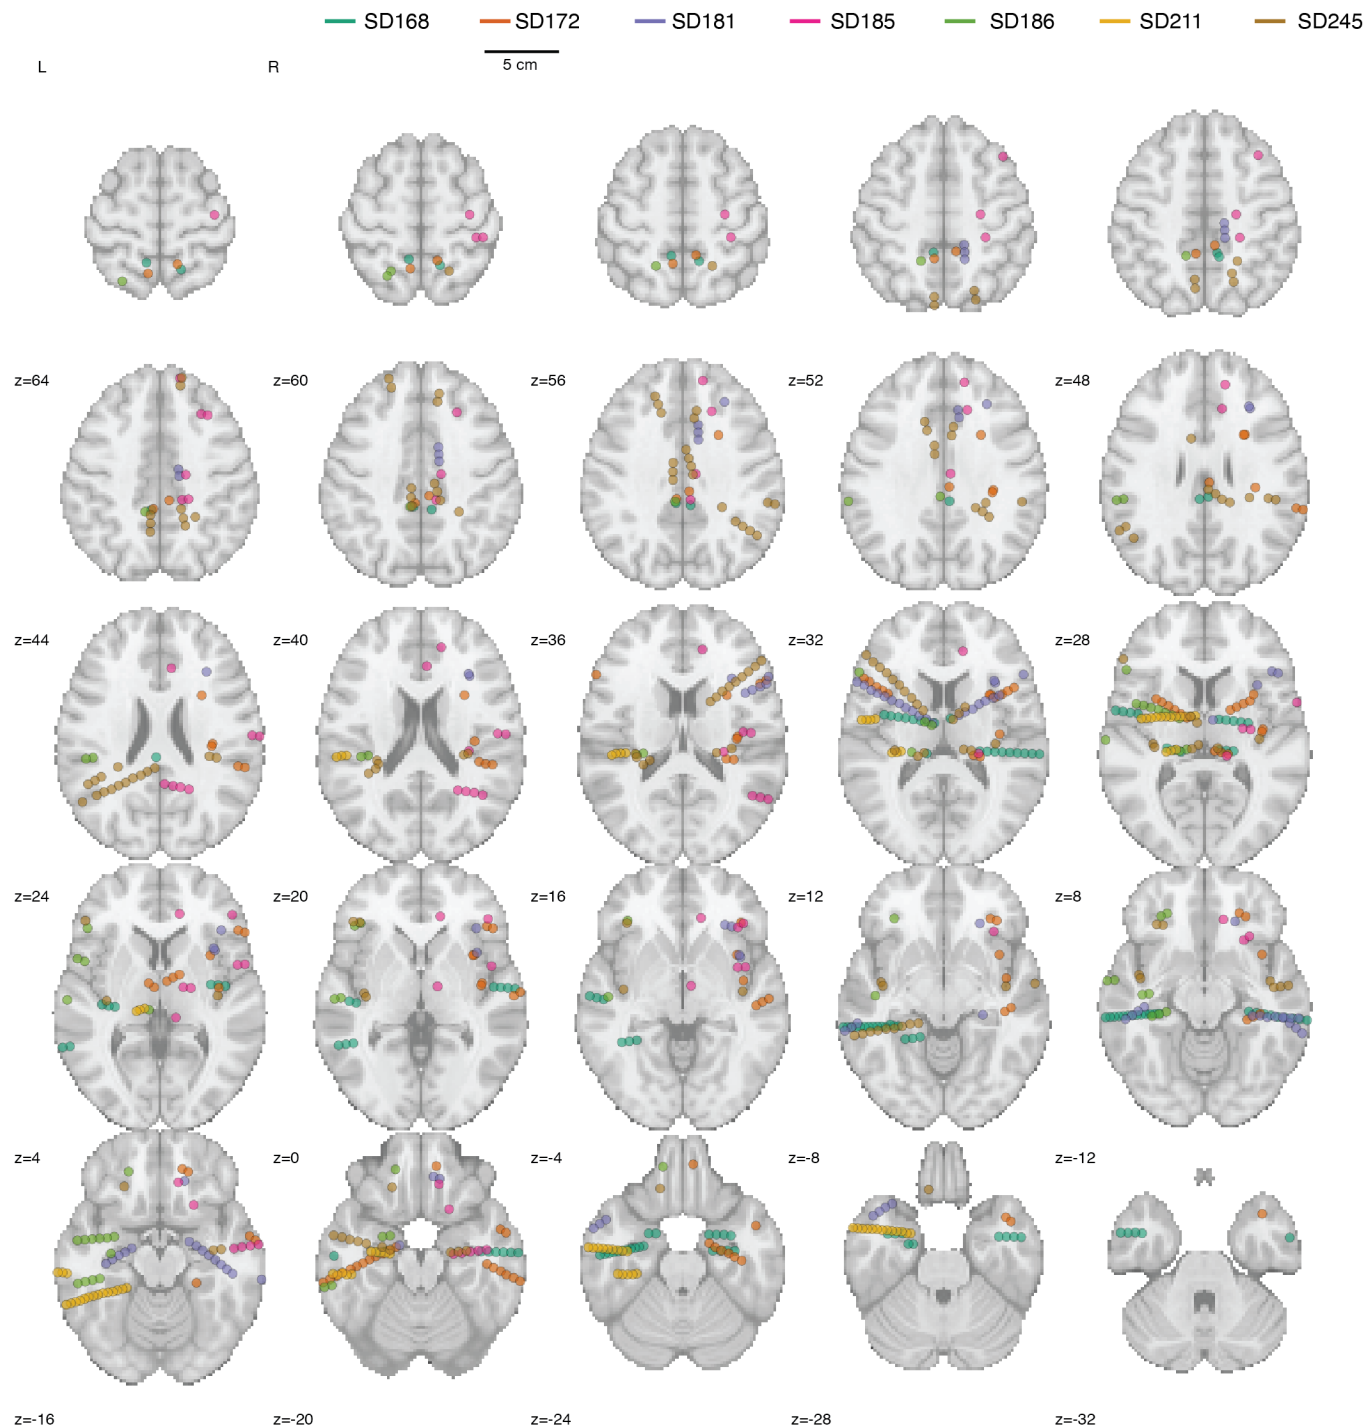 SD168 SD172 SD181 SD185 SD186 SD211 SD245
5 cm
L R
z=64 z=60 z=56 z=52 z=48
z=44 z=40 z=36 z=32 z=28
z=24 z=20 z=16 z=12 z=8
z=4 z=0 z=-4 z=-8 z=-12
z=-16 z=-20 z=-24 z=-28 z=-32